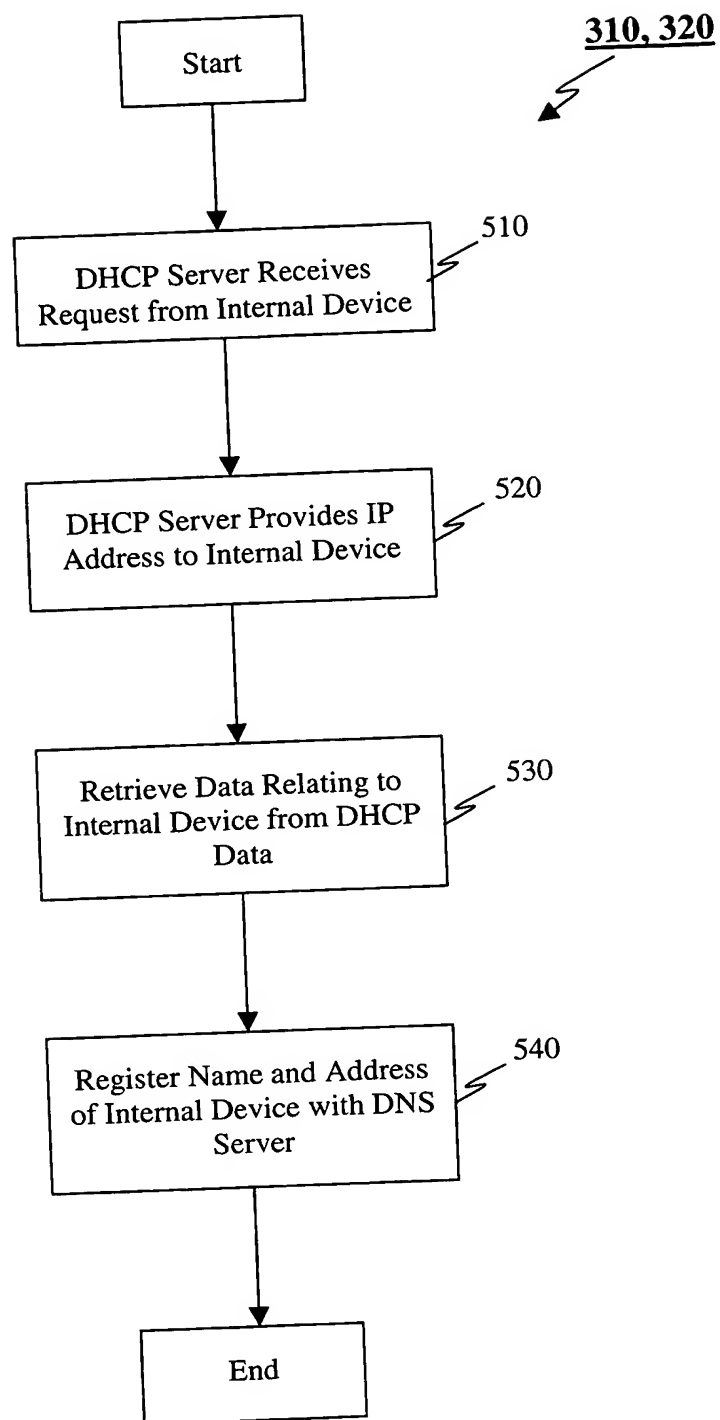 310, 320
Start
510
DHCP Server Receives
Request from Internal Device
520
DHCP Server Provides IP
Address to Internal Device
530
Retrieve Data Relating to
Internal Device from DHCP
Data
540
Register Name and Address
of Internal Device with DNS
Server
End